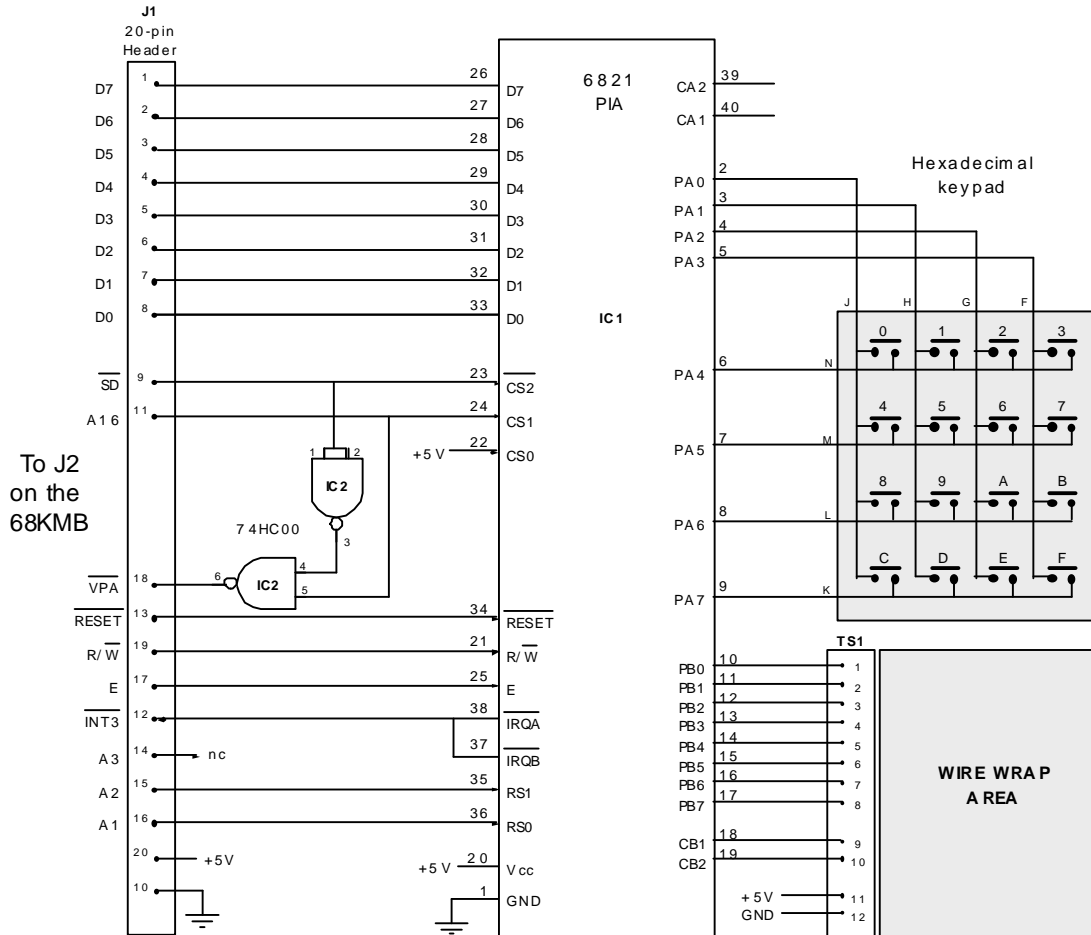 J1
20-pin
Header
To J2
on the
68KMB
D7 1
D6 2
D5 3
D4 4
D3 5
D2 6
D1 7
D0 8
SD 9
A16 11
VPA 18
RESET 13
R/W 19
E 17
INT3 12
A3 14 nc
A2 15
A1 16
20 +5V
10
1 2
IC2
3
74HC00
4
5
IC2
6
6821
PIA
IC1
26 D7
27 D6
28 D5
29 D4
30 D3
31 D2
32 D1
33 D0
23 CS2
24 CS1
+5V 22 CS0
34 RESET
21 R/W
25 E
38 IRQA
37 IRQB
35 RS1
36 RS0
+5V 20 Vcc
1 GND
CA2 39
CA1 40
PA0 2
PA1 3
PA2 4
PA3 5
PA4 6
PA5 7
PA6 8
PA7 9
PB0 10
PB1 11
PB2 12
PB3 13
PB4 14
PB5 15
PB6 16
PB7 17
CB1 18
CB2 19
+5V
GND
Hexadecimal
keypad
J H G F
N
M
L
K
0 1 2 3
4 5 6 7
8 9 A B
C D E F
TS1
1
2
3
4
5
6
7
8
9
10
11
12
WIRE WRAP
AREA